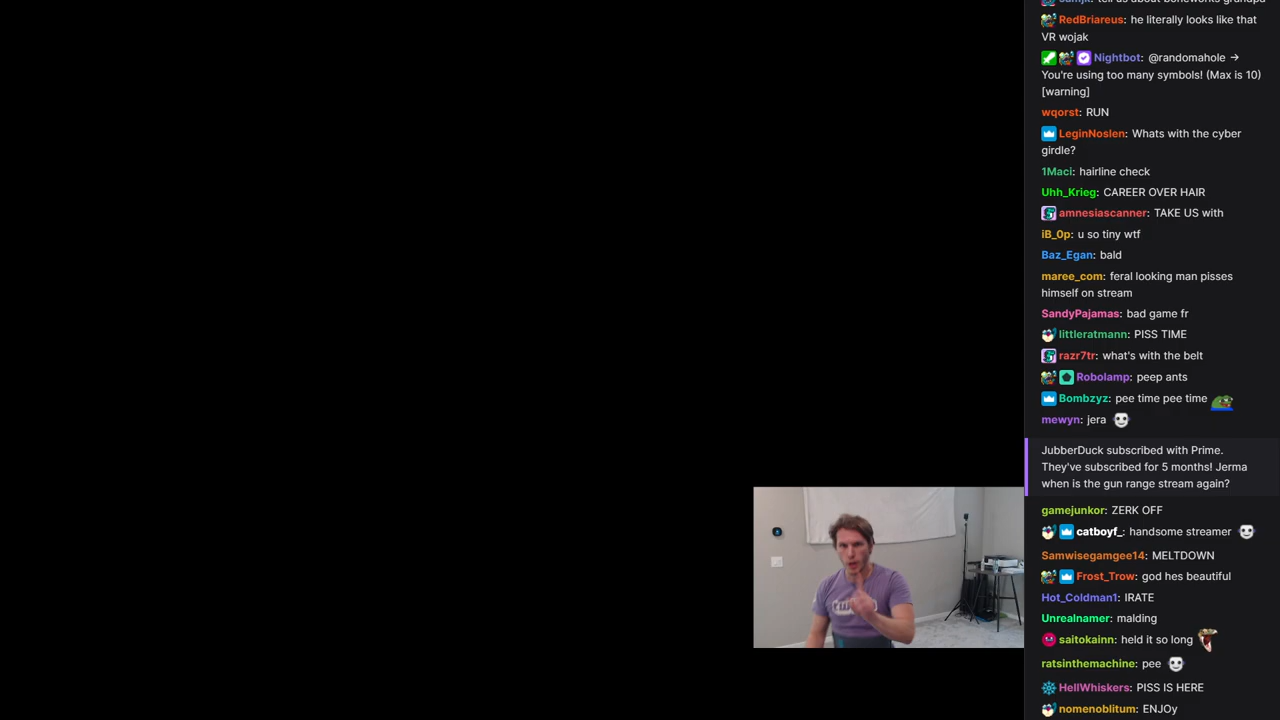 RedBriareus: he literally looks like that
VR wojak
Nightbot: @randomahole →
You're using too many symbols! (Max is 10)
[warning]
wqorst: RUN
LeginNoslen: Whats with the cyber
girdle?
1Maci: hairline check
Uhh_Krieg: CAREER OVER HAIR
amnesiascanner: TAKE US with
iB_0p: u so tiny wtf
Baz_Egan: bald
maree_com: feral looking man pisses
himself on stream
SandyPajamas: bad game fr
littleratmann: PISS TIME
razr7tr: what's with the belt
Robolamp: peep ants
Bombzyz: pee time pee time
mewyn: jera
JubberDuck subscribed with Prime.
They've subscribed for 5 months! Jerma
when is the gun range stream again?
gamejunkor: ZERK OFF
catboyf_: handsome streamer
Samwisegamgee14: MELTDOWN
Frost_Trow: god hes beautiful
Hot_Coldman1: IRATE
Unrealnamer: malding
saitokainn: held it so long
ratsinthemachine: pee
HellWhiskers: PISS IS HERE
nomenoblitum: ENJOy